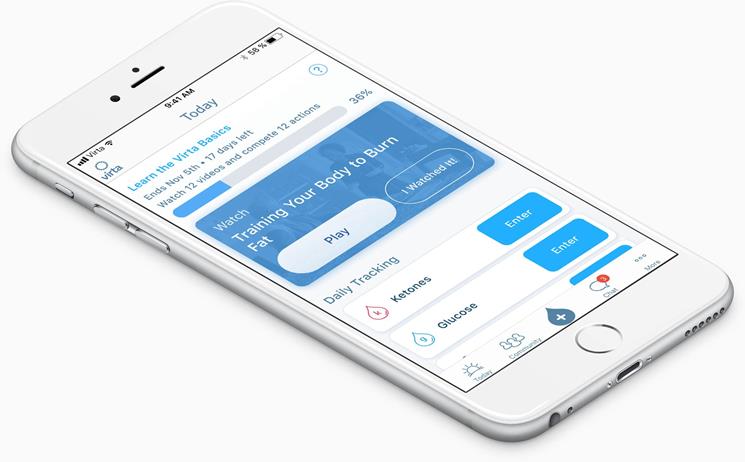 Virta
9:41 AM
58 %
virta
Today
?
Learn the Virta Basics
Ends Nov 5th • 17 days left
Watch 12 videos and compete 12 actions
36%
Watch
Training Your Body to Burn
Fat
Play
I Watched It!
Daily Tracking
k
Ketones
Enter
g
Glucose
Enter
Today
Community
+
3
Chat
More